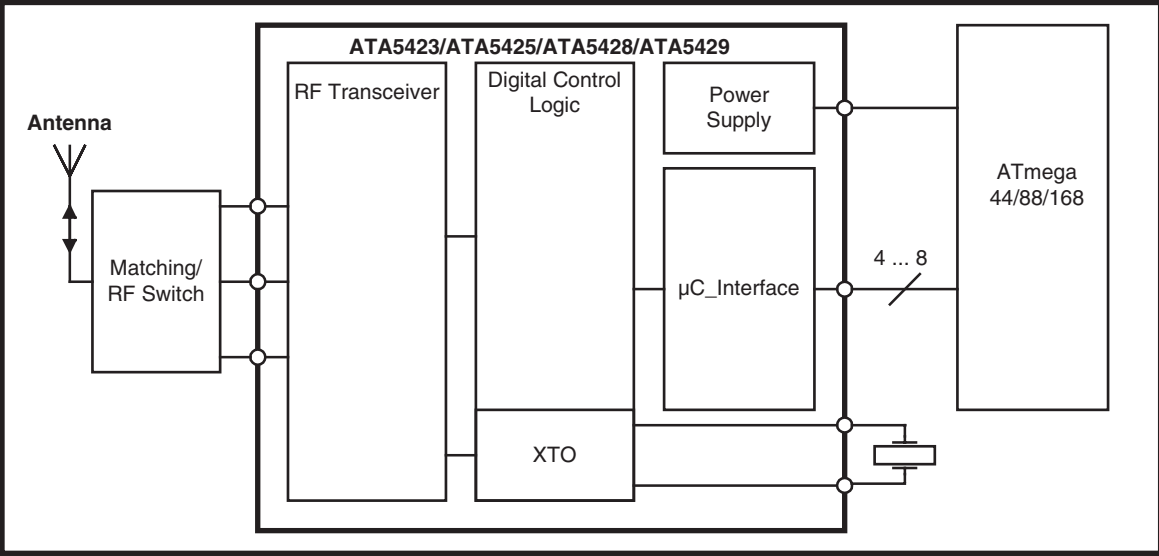 ATA5423/ATA5425/ATA5428/ATA5429
Antenna
Matching/
RF Switch
RF Transceiver
Digital Control
Logic
XTO
Power
Supply
µC_Interface
4 ... 8
ATmega
44/88/168